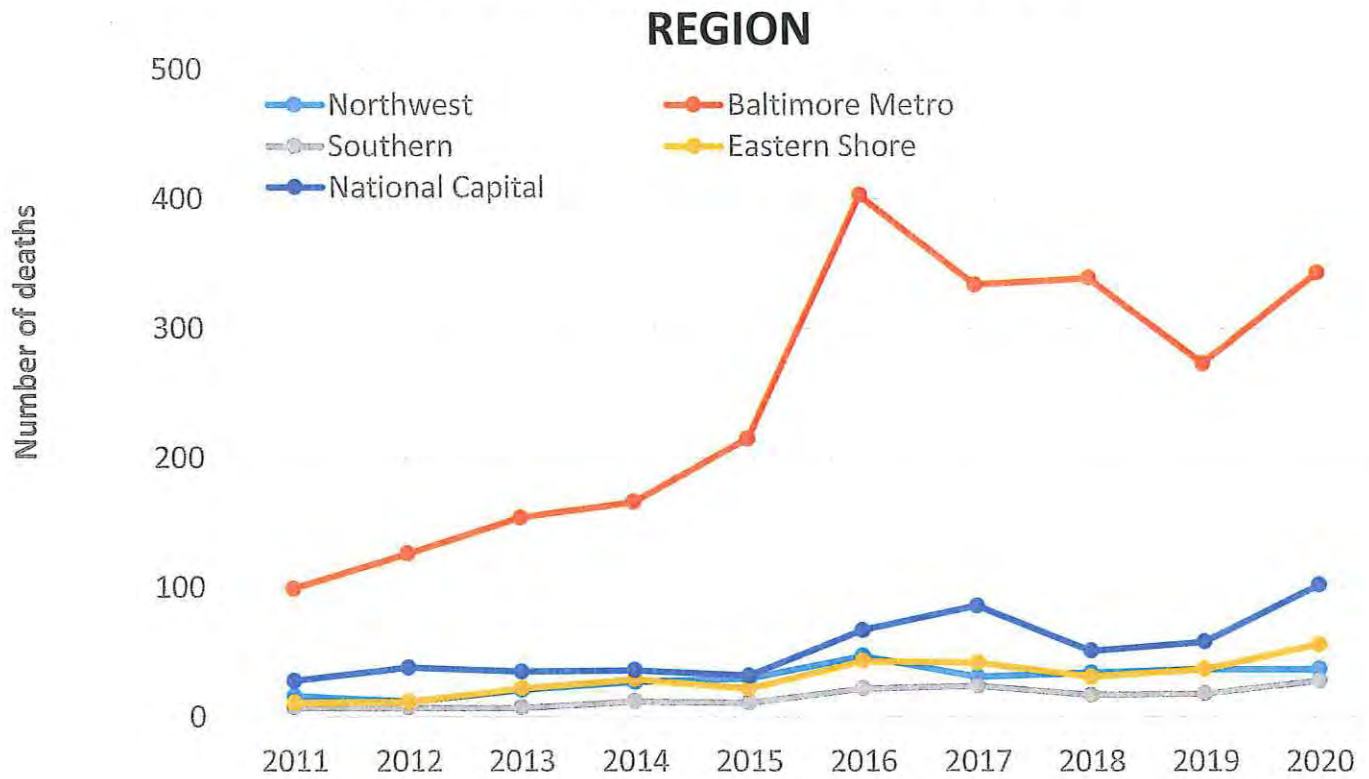 REGION
500
Northwest
Baltimore Metro
Southern
Eastern Shore
National Capital
400
Number of deaths
300
200
100
0
2011 2012 2013 2014 2015 2016 2017 2018 2019 2020